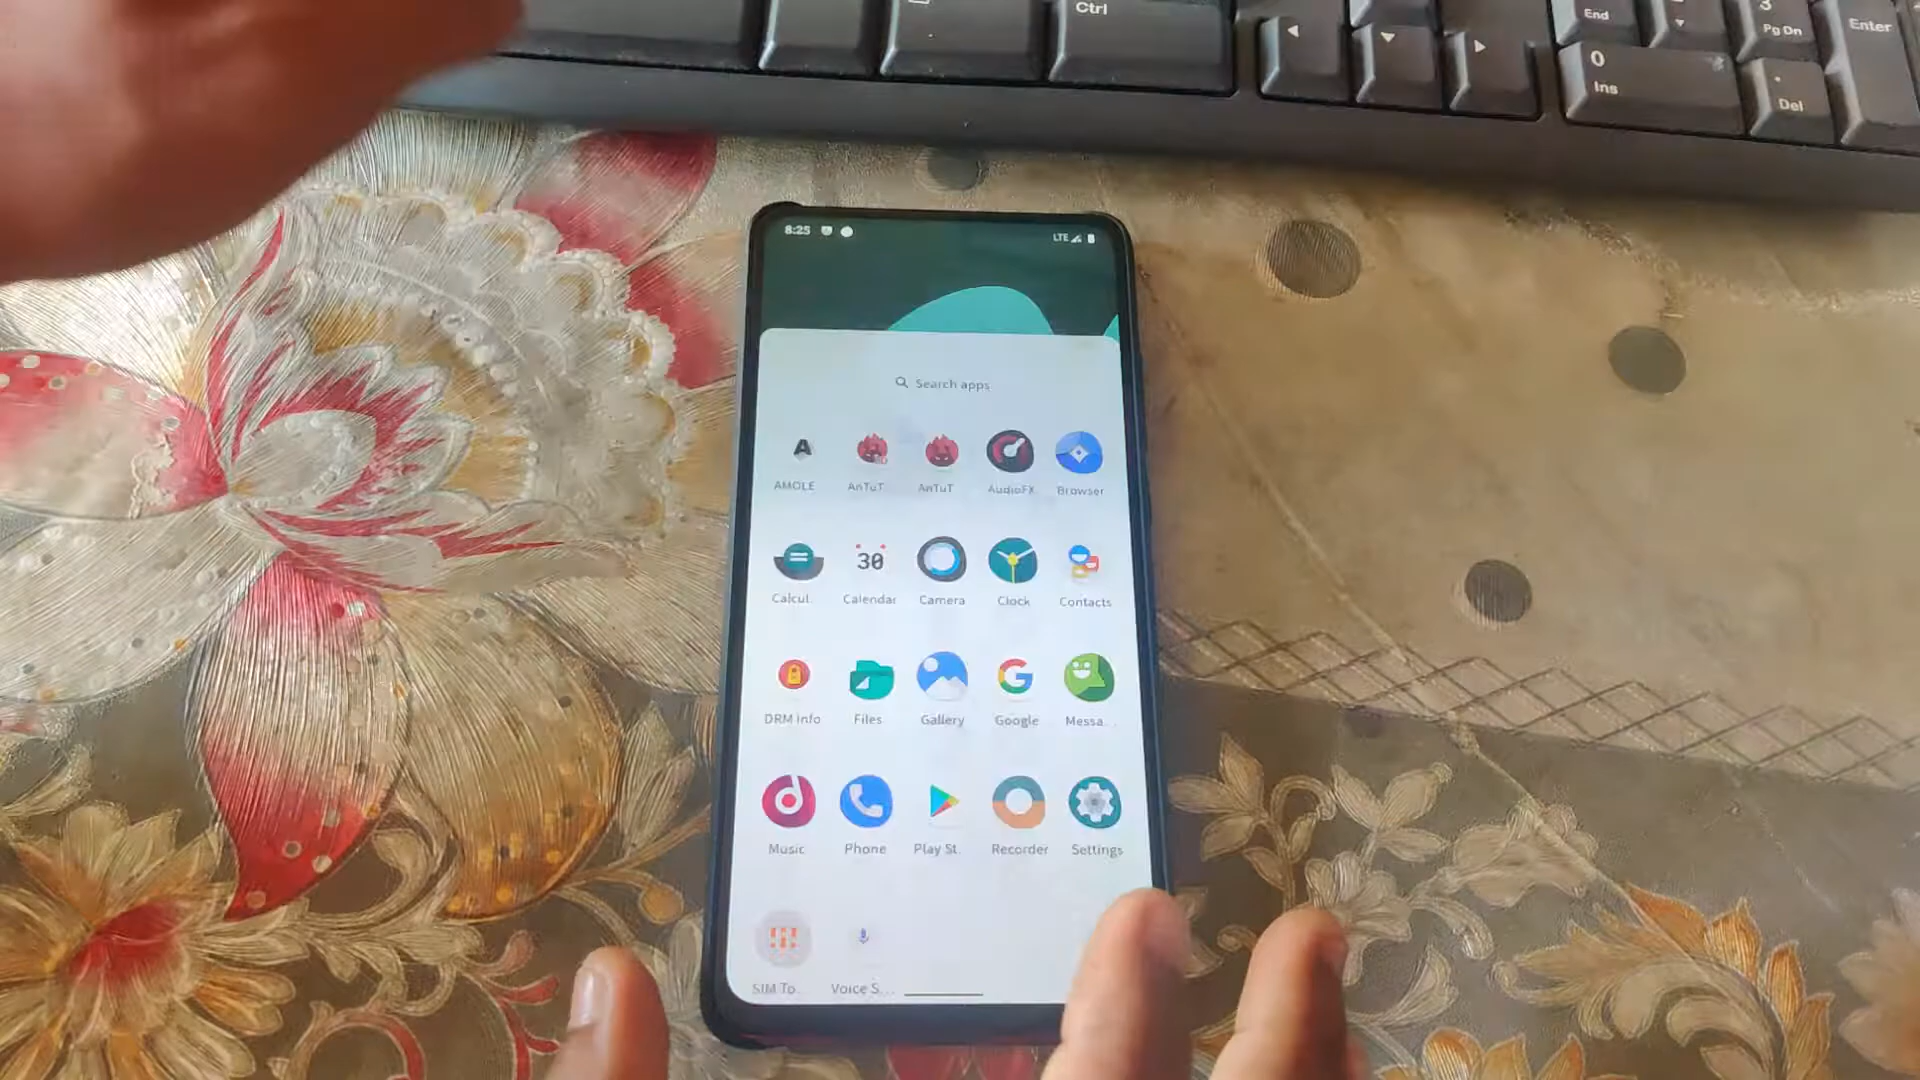 Ctrl
End
3
Pg Dn
Enter
0
Ins
.
Del
8:25
LTE
Search apps
A
AMOLE
AnTuT
AnTuT
AudioFX
Browser
30
Calcul
Calendar
Camera
Clock
Contacts
G
DRM Info
Files
Gallery
Google
Messa...
Music
Phone
Play St.
Recorder
Settings
SIM To...
Voice S...